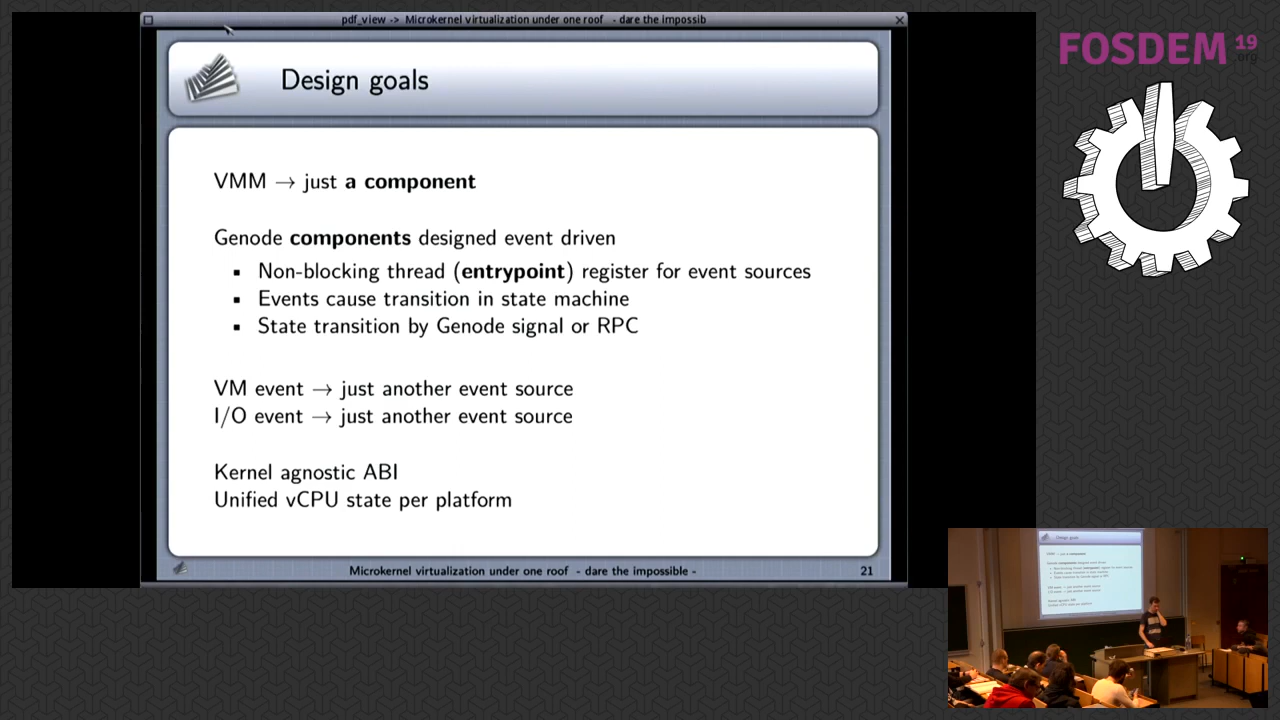 pdf_view -> Microkernel virtualization under one roof - dare the impossib
FOSDEM 19
.org
Design goals
VMM → just a component
Genode components designed event driven
▪ Non-blocking thread (entrypoint) register for event sources
▪ Events cause transition in state machine
▪ State transition by Genode signal or RPC
VM event → just another event source
I/O event → just another event source
Kernel agnostic ABI
Unified vCPU state per platform
Microkernel virtualization under one roof - dare the impossible - 21